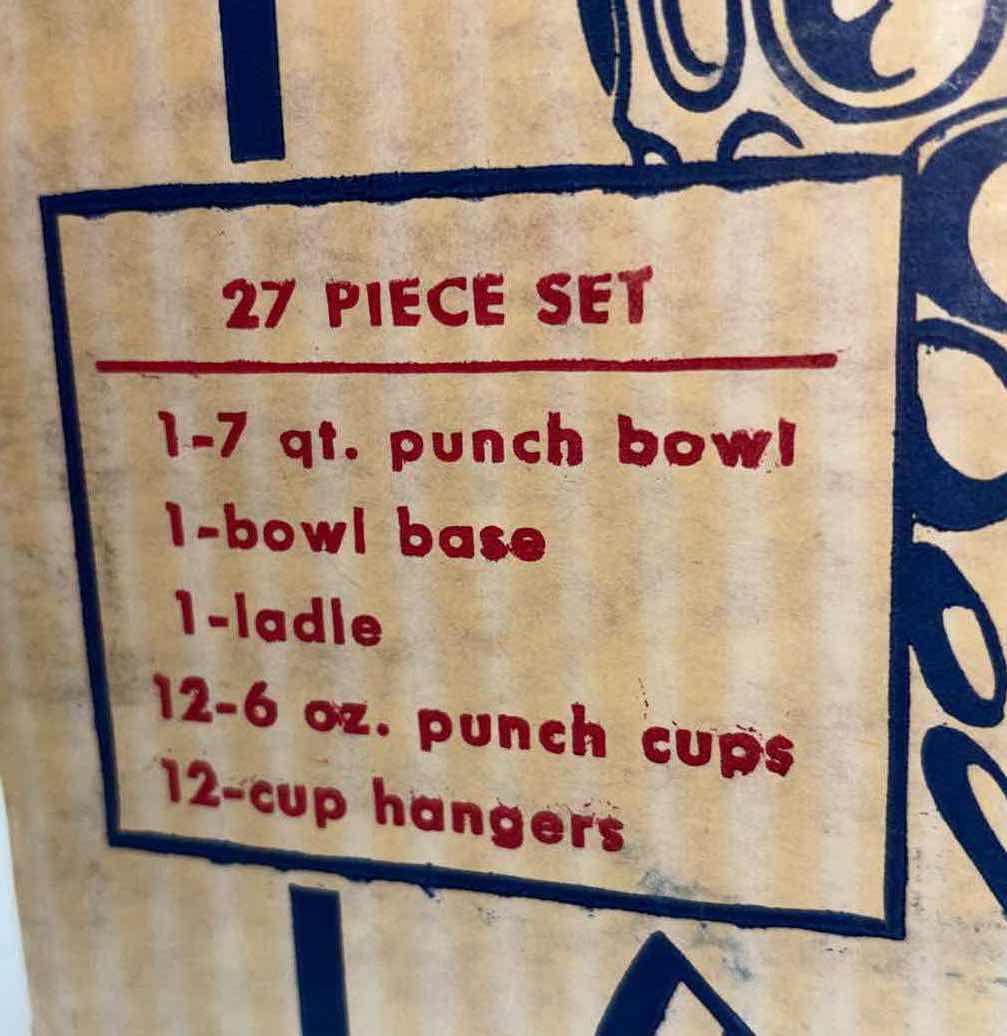 27 PIECE SET
1-7 qt. punch bowl
1-bowl base
1-ladle
12-6 oz. punch cups
12-cup hangers